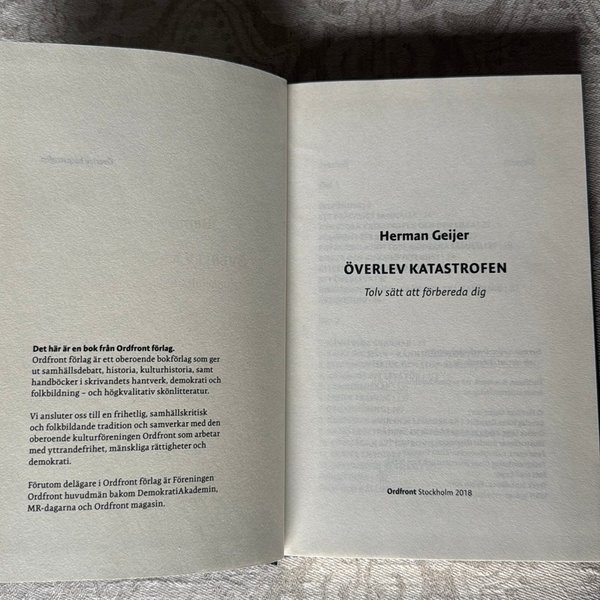 Det här är en bok från Ordfront förlag.
Ordfront förlag är ett oberoende bokförlag som ger
ut samhällsdebatt, historia, kulturhistoria, samt
handböcker i skrivandets hantverk, demokrati och
folkbildning – och högkvalitativ skönlitteratur.
Vi ansluter oss till en frihetlig, samhällskritisk
och folkbildande tradition och samverkar med den
oberoende kulturföreningen Ordfront som arbetar
med yttrandefrihet, mänskliga rättigheter och
demokrati.
Förutom delägare i Ordfront förlag är Föreningen
Ordfront huvudmän bakom DemokratiAkademin,
MR-dagarna och Ordfront magasin.
Herman Geijer
ÖVERLEV KATASTROFEN
Tolv sätt att förbereda dig
Ordfront Stockholm 2018